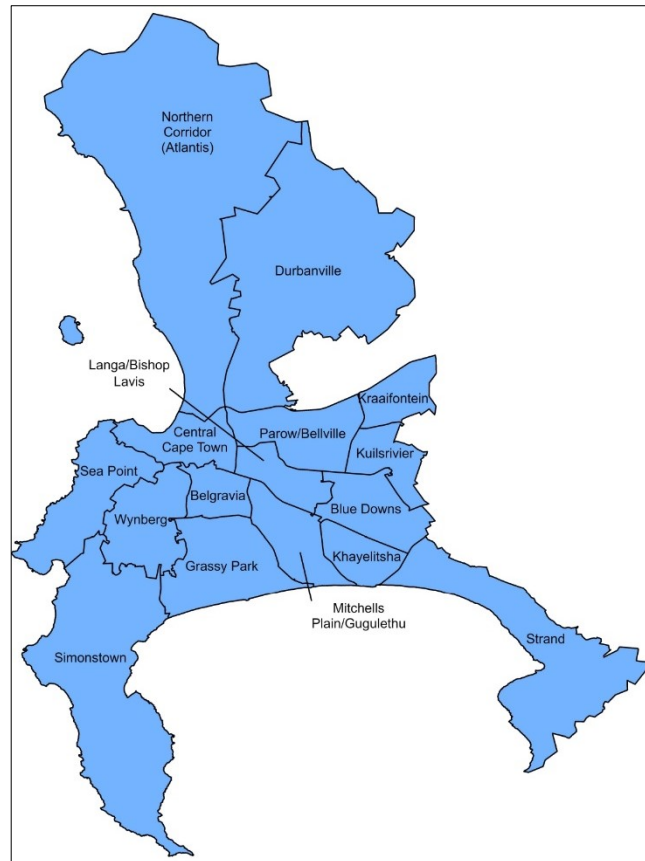 Northern
Corridor
(Atlantis)
Durbanville
Langa/Bishop
Lavis
Kraaifontein
Central
Cape Town
Parow/Bellville
Kuilsrivier
Sea Point
Belgravia
Blue Downs
Wynberg
Grassy Park
Khayelitsha
Mitchells
Plain/Gugulethu
Strand
Simonstown